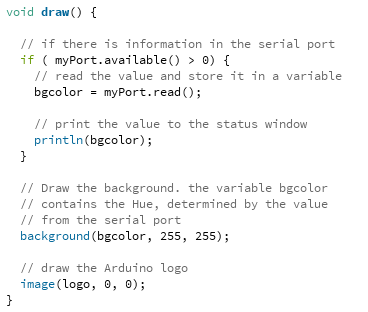 void draw() {
// if there is information in the serial port
if ( myPort.available() > 0) {
// read the value and store it in a variable
bgcolor = myPort.read();
// print the value to the status window
println(bgcolor);
}
// Draw the background. the variable bgcolor
// contains the Hue, determined by the value
// from the serial port
background(bgcolor, 255, 255);
// draw the Arduino logo
image(logo, 0, 0);
}